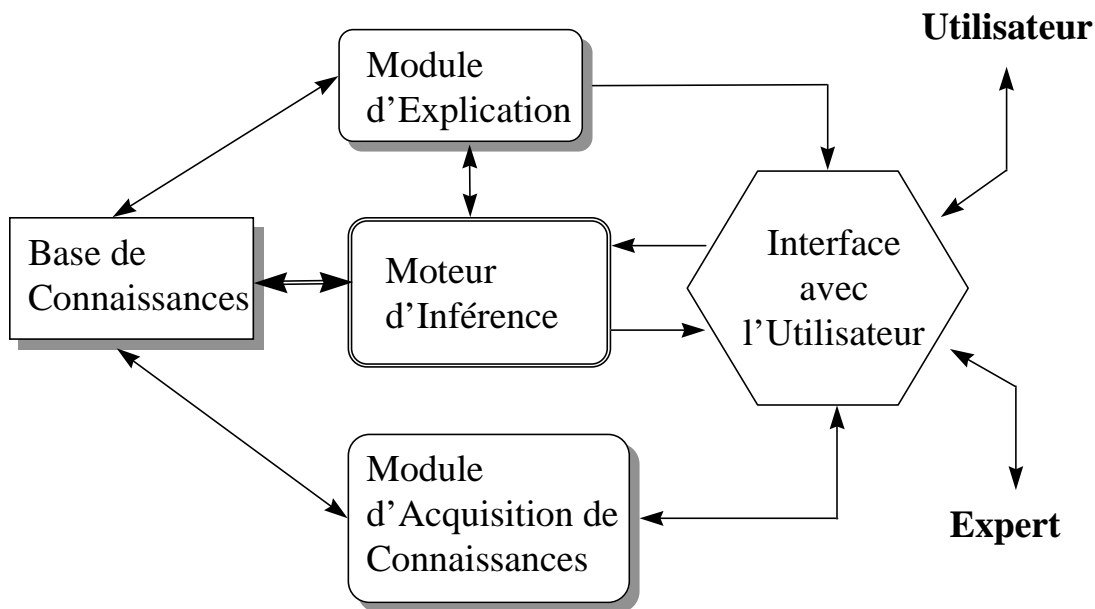 Utilisateur
Module
d’Explication
Base de
Connaissances
Moteur
d’Inférence
Interface
avec
l’Utilisateur
Module
d’Acquisition de
Connaissances
Expert